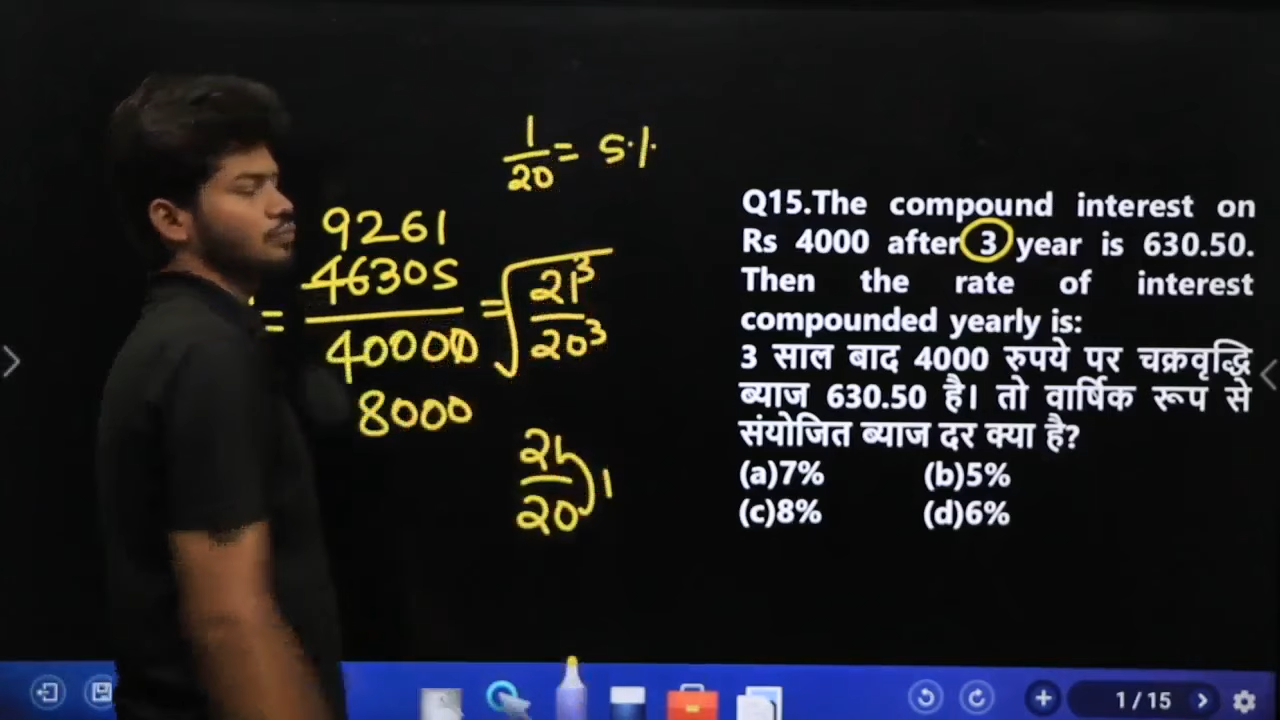 1/20 = 5%
9261
46305
= 40000 = √21³/20³
8000
21/20 ) 1
Q15.The compound interest on
Rs 4000 after 3 year is 630.50.
Then the rate of interest
compounded yearly is:
3 साल बाद 4000 रुपये पर चक्रवृद्धि
ब्याज 630.50 है। तो वार्षिक रूप से
संयोजित ब्याज दर क्या है?
(a)7% (b)5%
(c)8% (d)6%
1 / 15